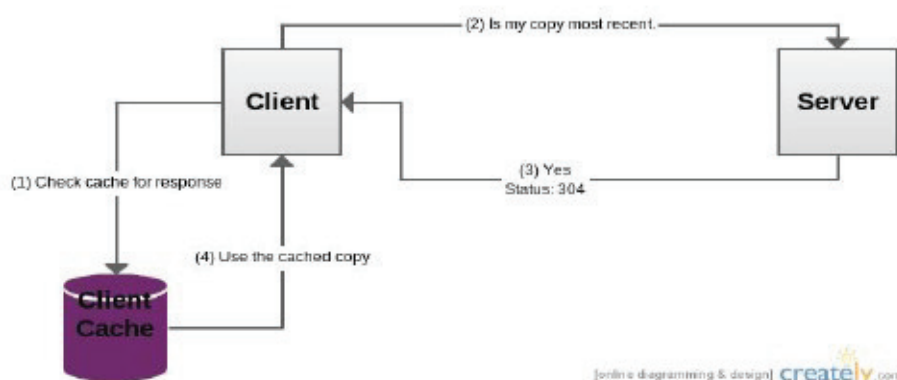 (2) Is my copy most recent.
Client
Server
(1) Check cache for response
(3) Yes
Status: 304
(4) Use the cached copy
Client
Cache
[online diagramming & design] creately.com